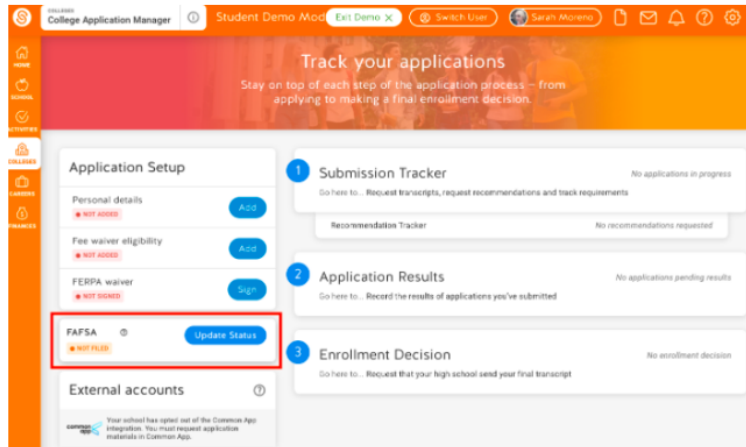 COLLEGES
College Application Manager
Student Demo Mod
Exit Demo X
Switch User
Sarah Moreno
HOME
SCHOOL
ACTIVITIES
COLLEGES
CAREERS
FINANCES
Track your applications
Stay on top of each step of the application process – from
applying to making a final enrollment decision.
Application Setup
Personal details
NOT ADDED
Add
Fee waiver eligibility
NOT ADDED
Add
FERPA waiver
NOT SIGNED
Sign
FAFSA
NOT FILED
Update Status
External accounts
common app
Your school has opted out of the Common App
integration. You must request application
materials in Common App.
1
Submission Tracker
No applications in progress
Go here to... Request transcripts, request recommendations and track requirements
Recommendation Tracker
No recommendations requested
2
Application Results
No applications pending results
Go here to... Record the results of applications you've submitted
3
Enrollment Decision
No enrollment decision
Go here to... Request that your high school send your final transcript